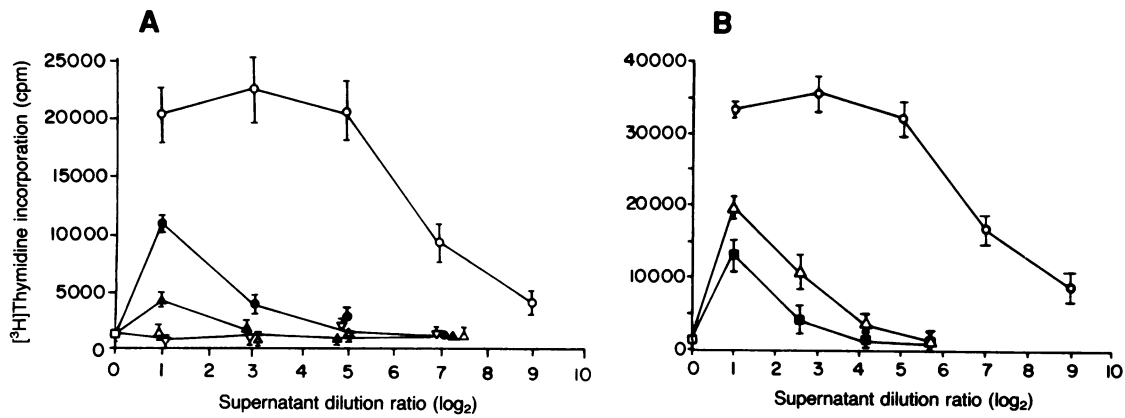 A
B
[³H]Thymidine incorporation (cpm)
25000
20000
15000
10000
5000
0
0 1 2 3 4 5 6 7 8 9 10
Supernatant dilution ratio (log₂)
40000
30000
20000
10000
0
0 1 2 3 4 5 6 7 8 9 10
Supernatant dilution ratio (log₂)